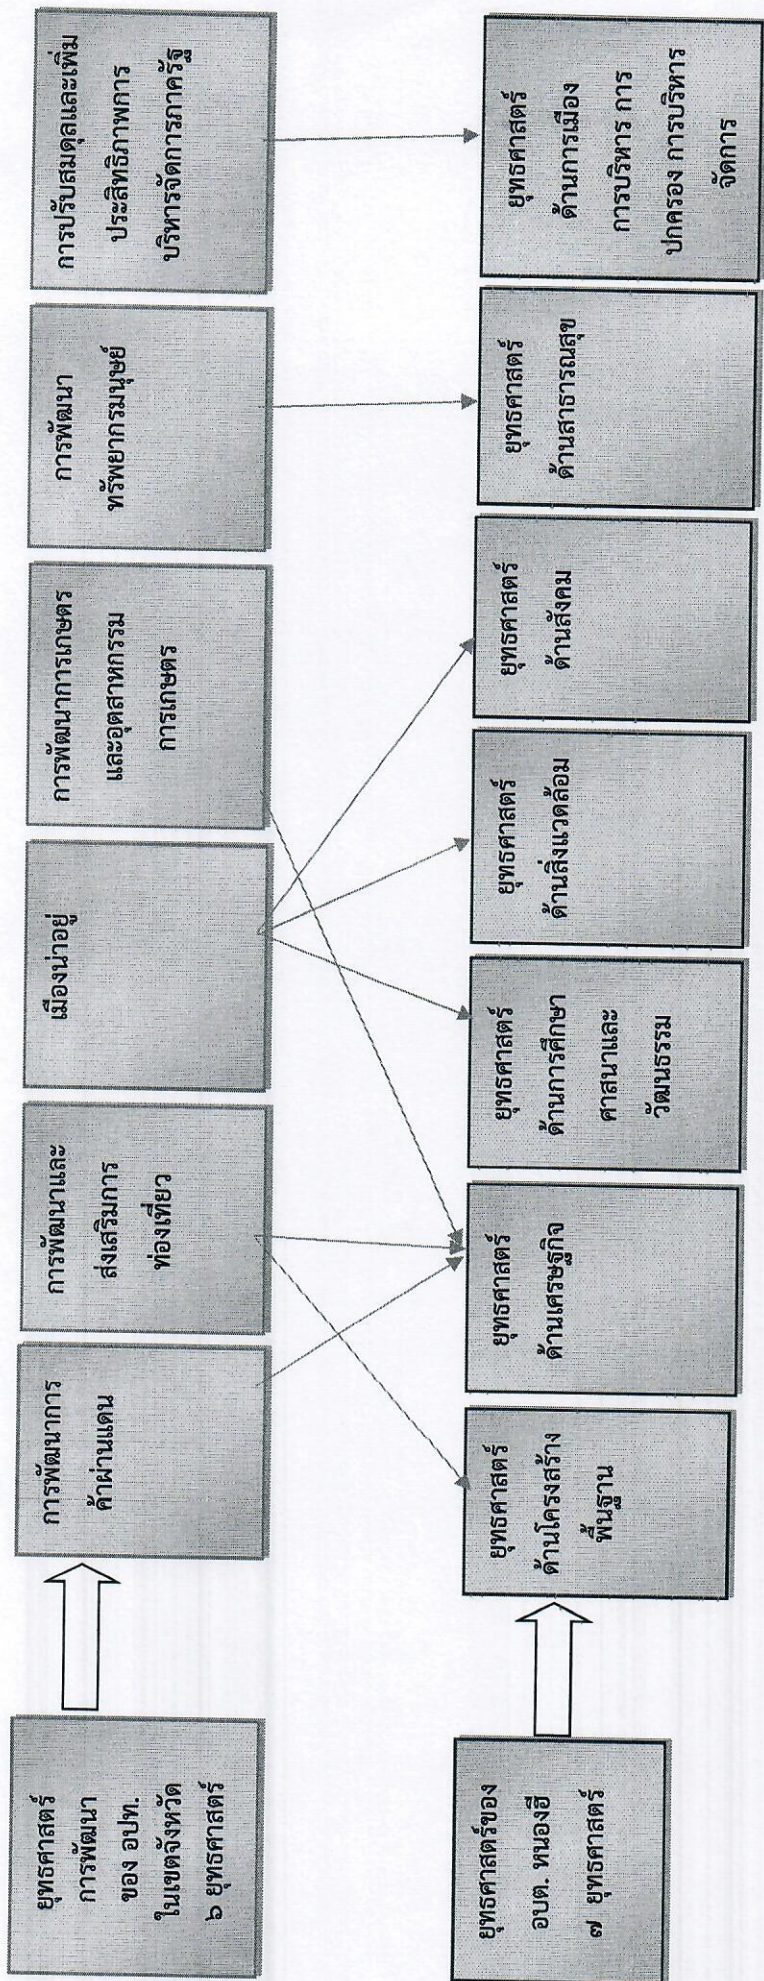 ยุทธศาสตร์
การพัฒนา
ของ อปท.
ในเขตจังหวัด
๖ ยุทธศาสตร์
การพัฒนาการ
ค้าผ่านแดน
การพัฒนาและ
ส่งเสริมการ
ท่องเที่ยว
เมืองน่าอยู่
การพัฒนาการเกษตร
และอุตสาหกรรม
การเกษตร
การพัฒนา
ทรัพยากรมนุษย์
การปรับสมดุลและเพิ่ม
ประสิทธิภาพการ
บริหารจัดการภาครัฐ
ยุทธศาสตร์ของ
อบต. หนองฮี
๗ ยุทธศาสตร์
ยุทธศาสตร์
ด้านโครงสร้าง
พื้นฐาน
ยุทธศาสตร์
ด้านเศรษฐกิจ
ยุทธศาสตร์
ด้านการศึกษา
ศาสนาและ
วัฒนธรรม
ยุทธศาสตร์
ด้านสิ่งแวดล้อม
ยุทธศาสตร์
ด้านสังคม
ยุทธศาสตร์
ด้านสาธารณสุข
ยุทธศาสตร์
ด้านการเมือง
การบริหาร การ
ปกครอง การบริหาร
จัดการ